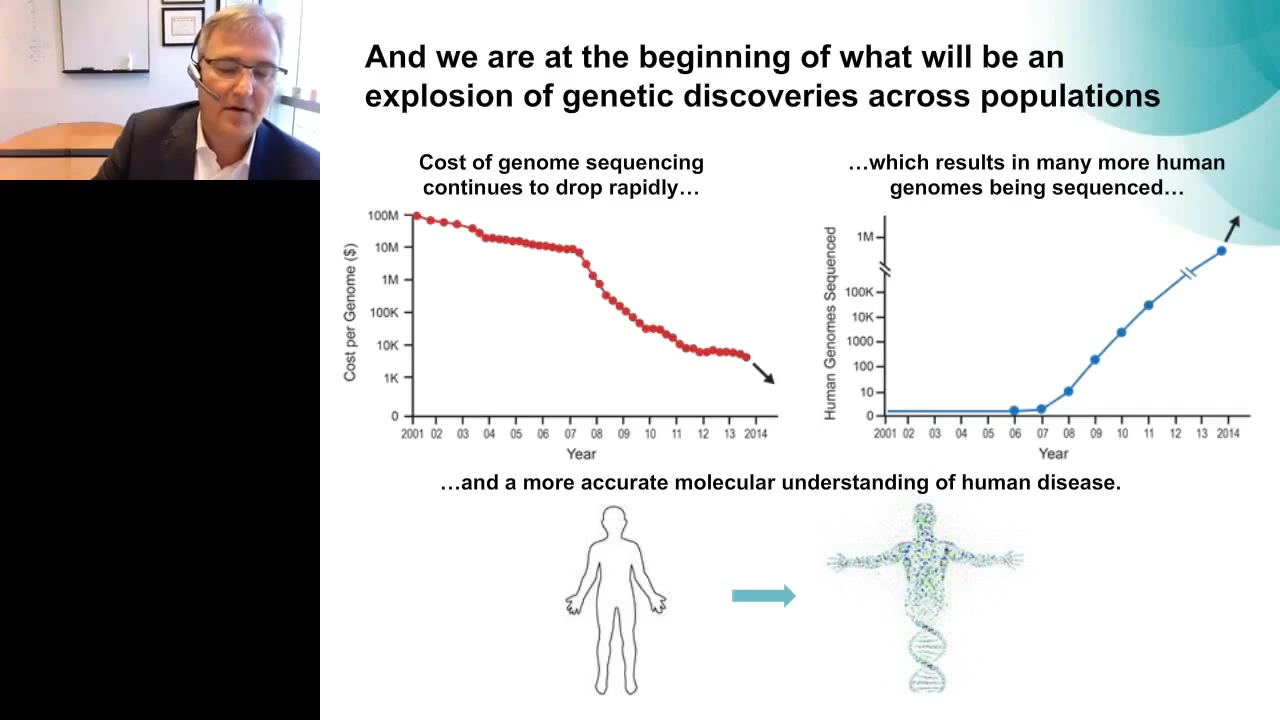 And we are at the beginning of what will be an
explosion of genetic discoveries across populations
Cost of genome sequencing
continues to drop rapidly…
100M
10M
1M
100K
10K
1K
0
Cost per Genome ($)
2001 02 03 04 05 06 07 08 09 10 11 12 13 2014
Year
…which results in many more human
genomes being sequenced…
1M
100K
10K
1000
100
10
0
Human Genomes Sequenced
2001 02 03 04 05 06 07 08 09 10 11 12 13 2014
Year
…and a more accurate molecular understanding of human disease.